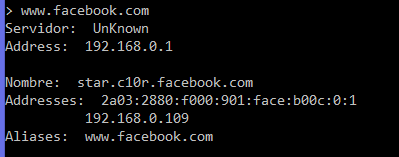 > www.facebook.com
Servidor:  UnKnown
Address:  192.168.0.1
Nombre:  star.c10r.facebook.com
Addresses:  2a03:2880:f000:901:face:b00c:0:1
192.168.0.109
Aliases:  www.facebook.com